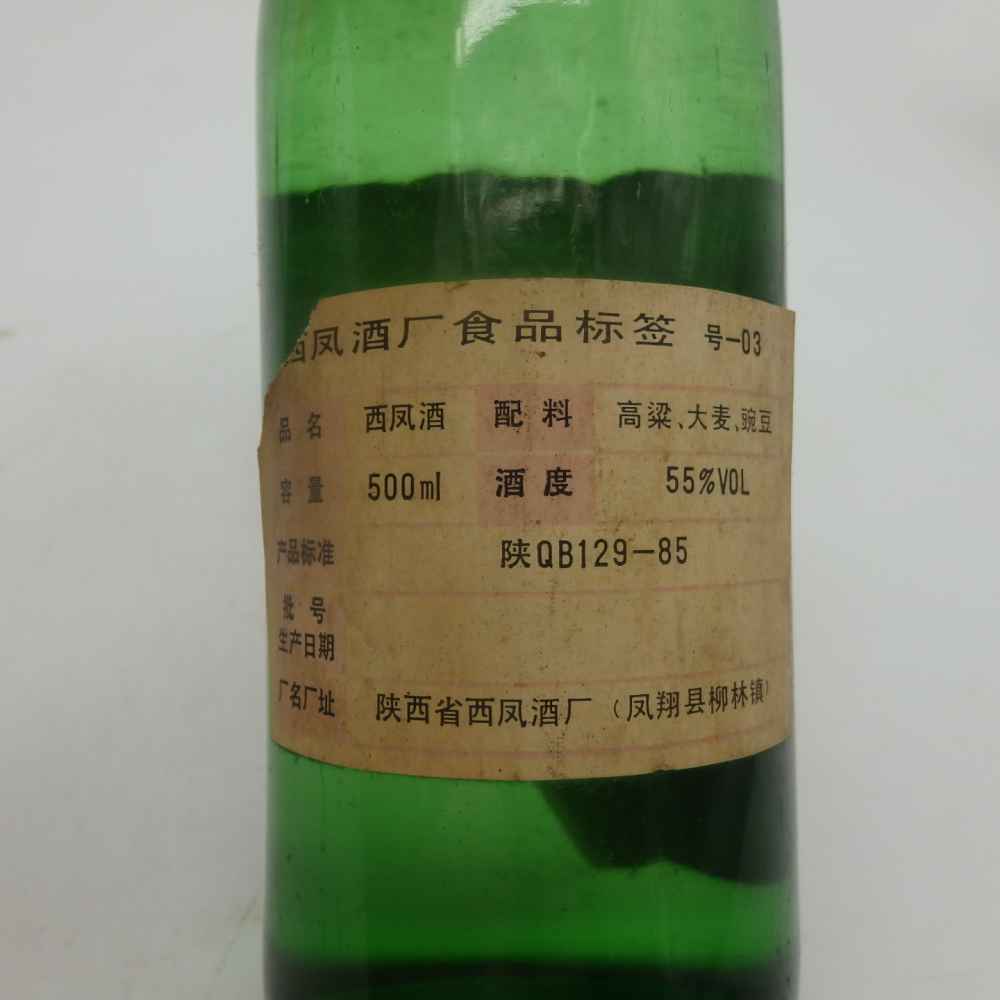 西凤酒厂食品标签 号-03
品名 西凤酒 配料 高粱、大麦、豌豆
容量 500ml 酒度 55%VOL
产品标准 陕QB129-85
批号
生产日期
厂名厂址 陕西省西凤酒厂（凤翔县柳林镇）